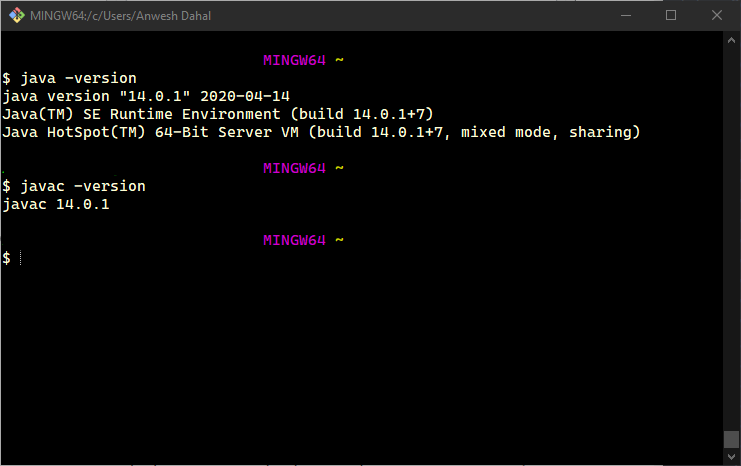 MINGW64:/c/Users/Anwesh Dahal
MINGW64 ~
$ java -version
java version "14.0.1" 2020-04-14
Java(TM) SE Runtime Environment (build 14.0.1+7)
Java HotSpot(TM) 64-Bit Server VM (build 14.0.1+7, mixed mode, sharing)
MINGW64 ~
$ javac -version
javac 14.0.1
MINGW64 ~
$